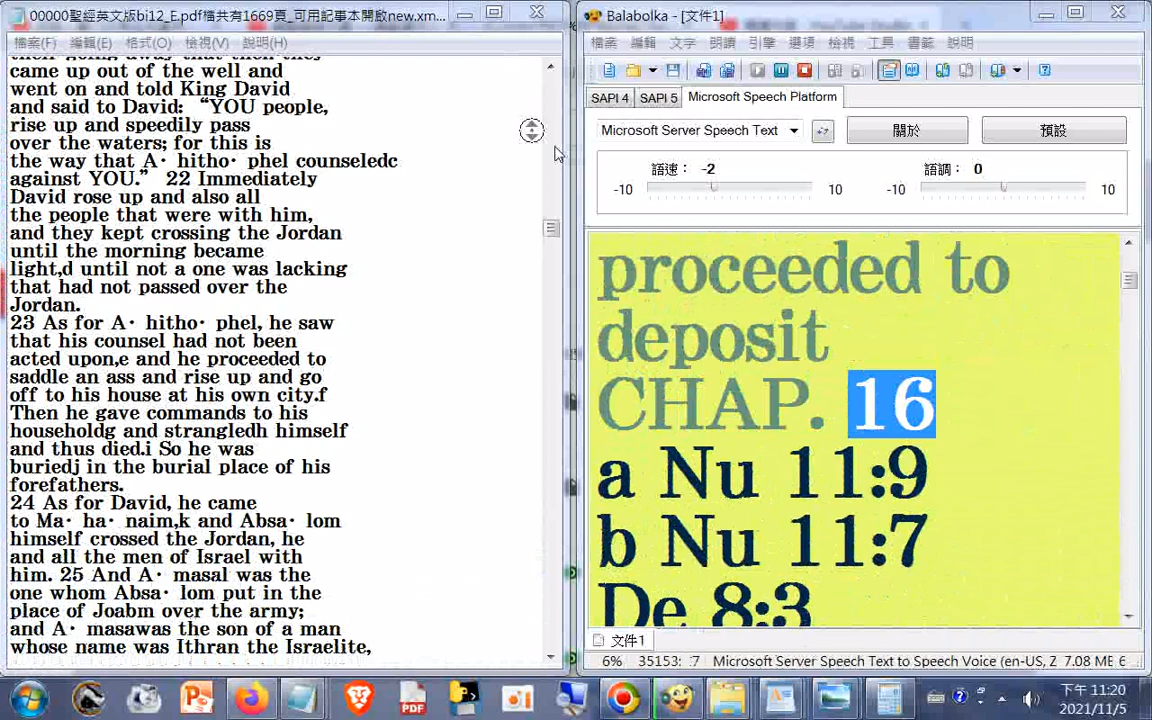 00000聖經英文版bi12_E.pdf檔共有1669頁_可用記事本開啟new.xm...
檔案(F) 編輯(E) 格式(O) 檢視(V) 說明(H)
came up out of the well and
went on and told King David
and said to David: “YOU people,
rise up and speedily pass
over the waters; for this is
the way that A· hitho· phel counseledc
against YOU.” 22 Immediately
David rose up and also all
the people that were with him,
and they kept crossing the Jordan
until the morning became
light,d until not a one was lacking
that had not passed over the
Jordan.
23 As for A· hitho· phel, he saw
that his counsel had not been
acted upon,e and he proceeded to
saddle an ass and rise up and go
off to his house at his own city.f
Then he gave commands to his
householdg and strangledh himself
and thus died.i So he was
buriedj in the burial place of his
forefathers.
24 As for David, he came
to Ma· ha· naim,k and Absa· lom
himself crossed the Jordan, he
and all the men of Israel with
him. 25 And A· masal was the
one whom Absa· lom put in the
place of Joabm over the army;
and A· masawas the son of a man
whose name was Ithran the Israelite,
Balabolka - [文件1]
檔案 編輯 文字 朗讀 引擎 選項 檢視 工具 書籤 說明
SAPI 4 SAPI 5 Microsoft Speech Platform
Microsoft Server Speech Text 關於 預設
語速: -2 語調: 0
-10 10 -10 10
proceeded to
deposit
CHAP. 16
a Nu 11:9
b Nu 11:7
De 8:3
文件1
6% 35153: :7 Microsoft Server Speech Text to Speech Voice (en-US, Z 7.08 MB 6
下午 11:20
2021/11/5